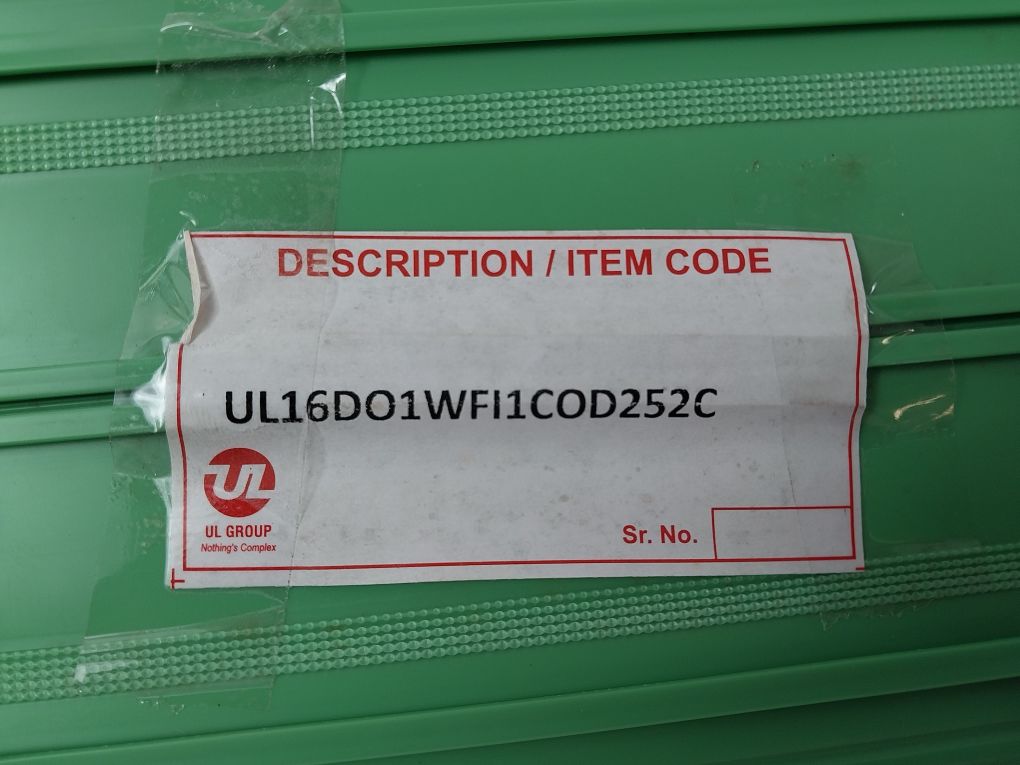 DESCRIPTION / ITEM CODE
UL16DO1WFI1COD252C
UL
UL GROUP
Nothing's Complex
Sr. No.